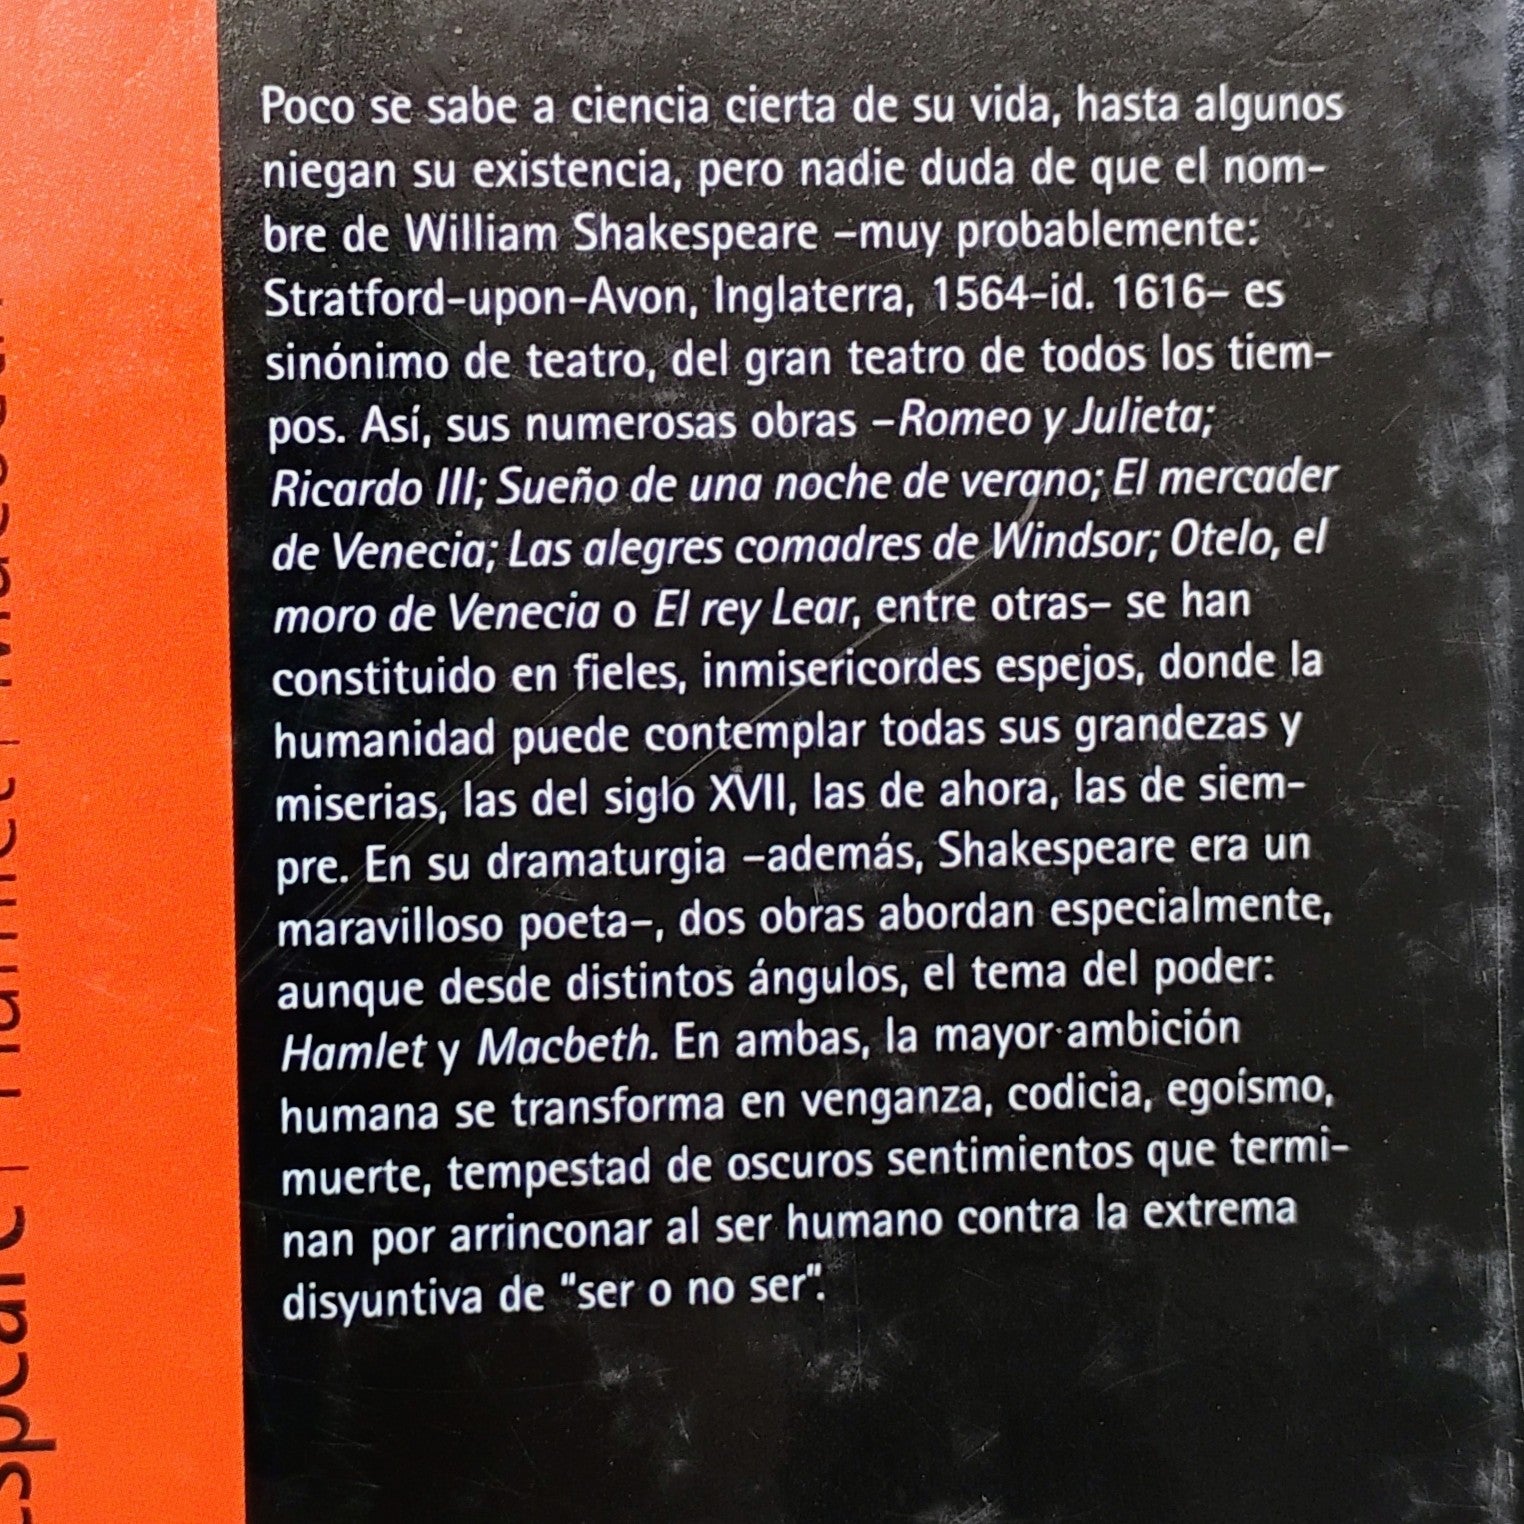 Poco se sabe a ciencia cierta de su vida, hasta algunos
niegan su existencia, pero nadie duda de que el nom-
bre de William Shakespeare –muy probablemente:
Stratford-upon-Avon, Inglaterra, 1564-id. 1616– es
sinónimo de teatro, del gran teatro de todos los tiem-
pos. Así, sus numerosas obras –Romeo y Julieta;
Ricardo III; Sueño de una noche de verano; El mercader
de Venecia; Las alegres comadres de Windsor; Otelo, el
moro de Venecia o El rey Lear, entre otras– se han
constituido en fieles, inmisericordes espejos, donde la
humanidad puede contemplar todas sus grandezas y
miserias, las del siglo XVII, las de ahora, las de siem-
pre. En su dramaturgia –además, Shakespeare era un
maravilloso poeta–, dos obras abordan especialmente,
aunque desde distintos ángulos, el tema del poder:
Hamlet y Macbeth. En ambas, la mayor ambición
humana se transforma en venganza, codicia, egoísmo,
muerte, tempestad de oscuros sentimientos que termi-
nan por arrinconar al ser humano contra la extrema
disyuntiva de "ser o no ser".